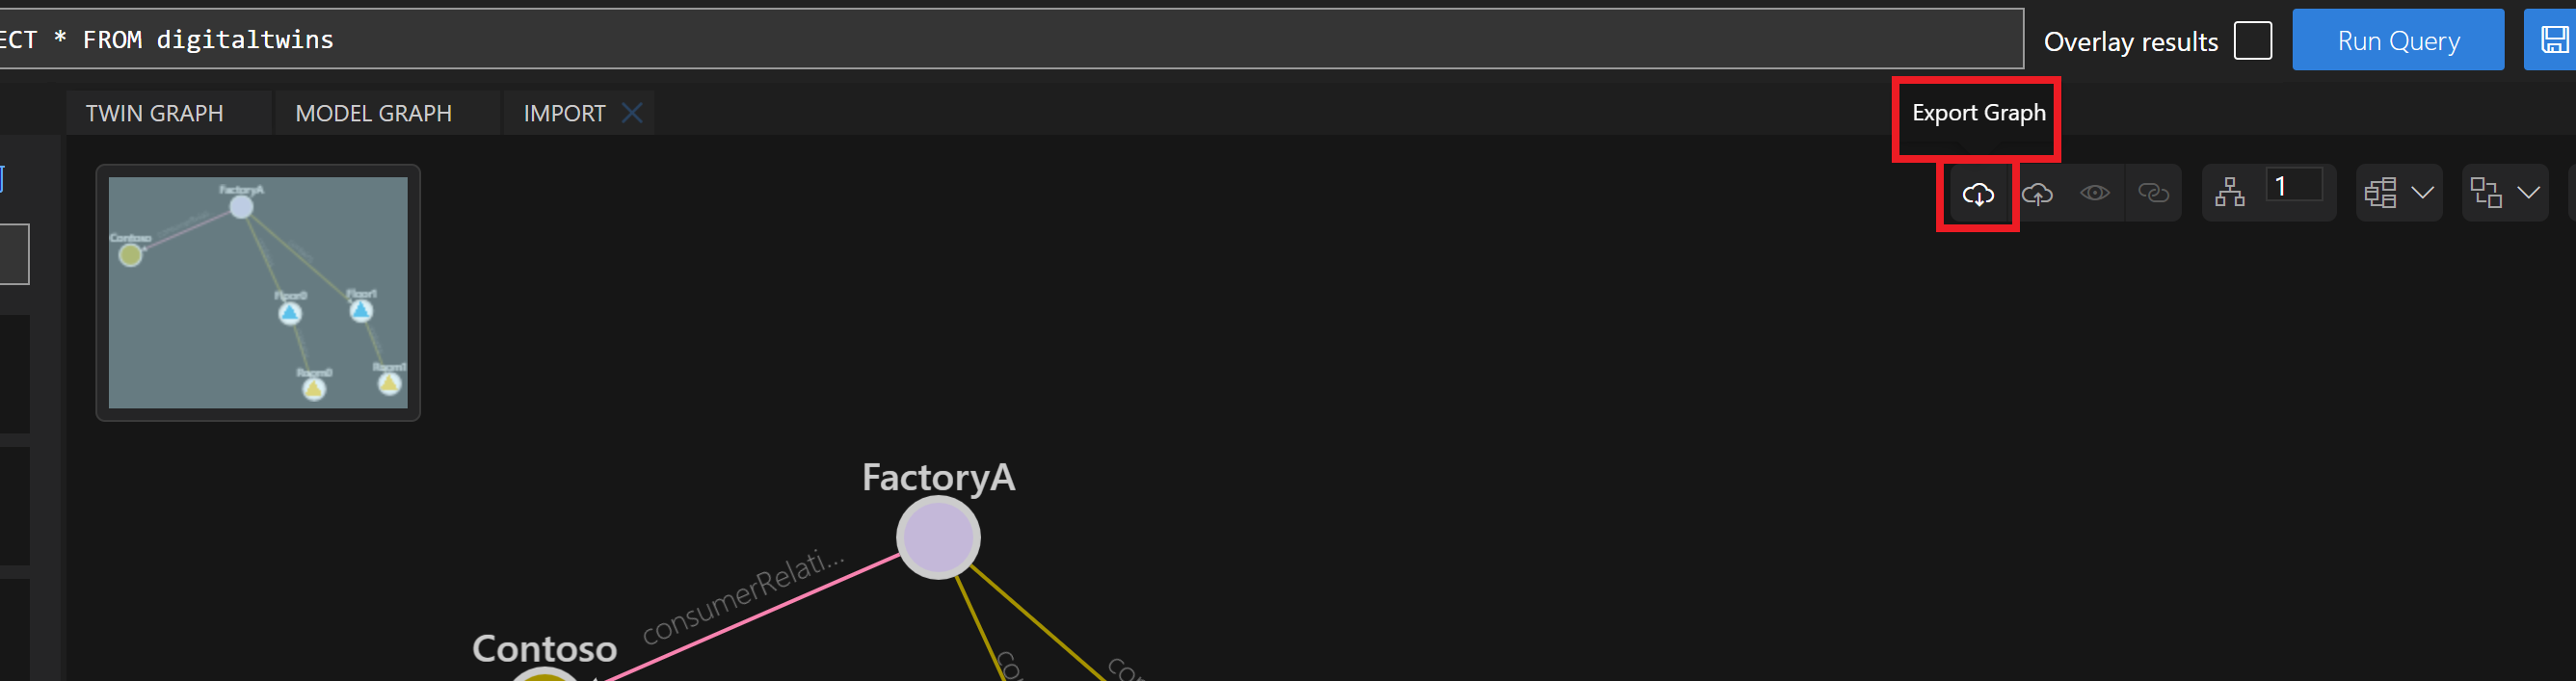 ECT * FROM digitaltwins
Overlay results
Run Query
TWIN GRAPH
MODEL GRAPH
IMPORT
Export Graph
1
FactoryA
Contoso
Floor0
Floor1
Room0
Room1
FactoryA
consumerRelati...
Contoso
co
co